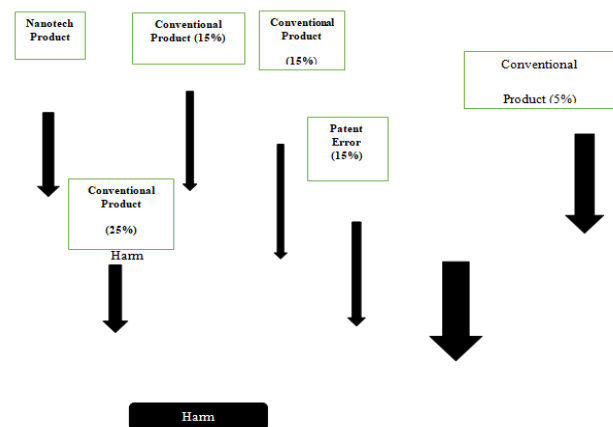 Nanotech
Product
Conventional
Product (15%)
Conventional
Product
(15%)
Conventional
Product (5%)
Patent
Error
(15%)
Conventional
Product
(25%)
Harm
Harm